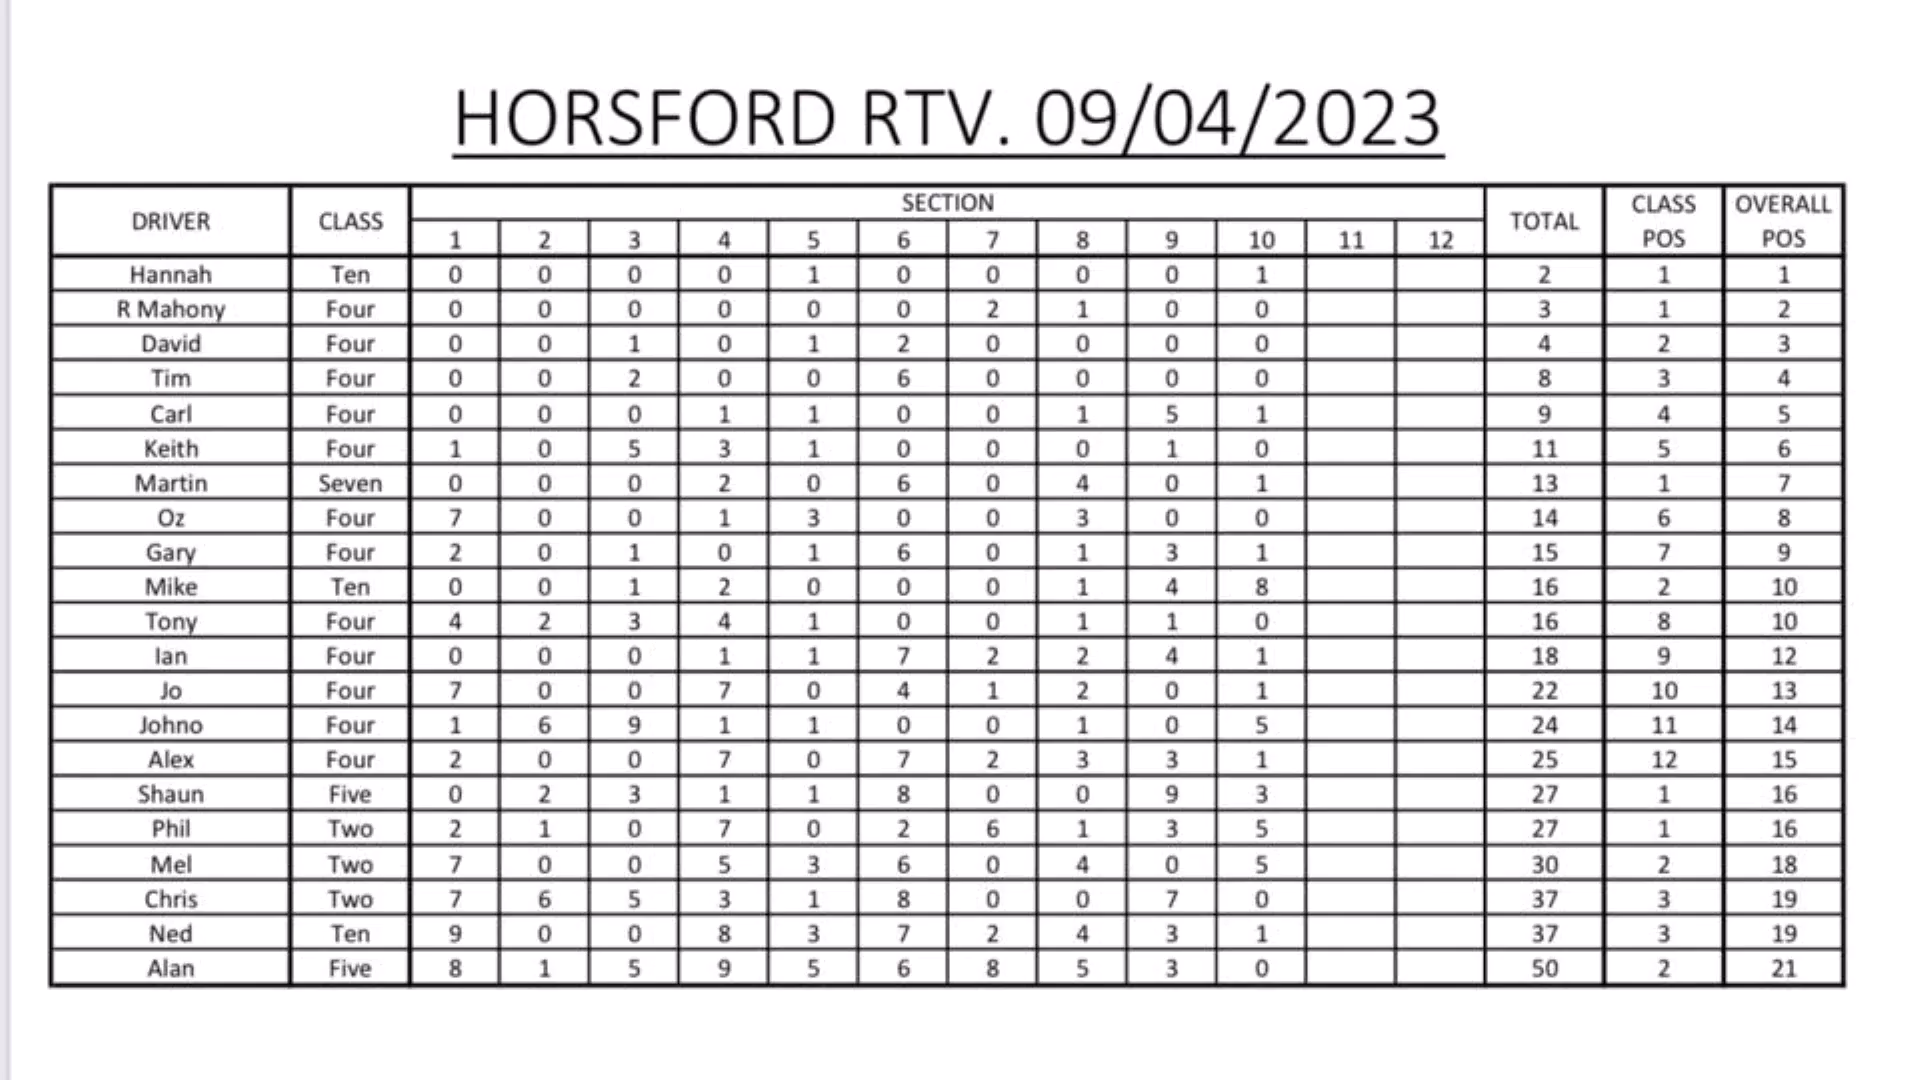 HORSFORD RTV. 09/04/2023
DRIVER CLASS SECTION TOTAL CLASS POS OVERALL POS
1 2 3 4 5 6 7 8 9 10 11 12
Hannah Ten 0 0 0 0 1 0 0 0 0 1 2 1 1
R Mahony Four 0 0 0 0 0 0 2 1 0 0 3 1 2
David Four 0 0 1 0 1 2 0 0 0 0 4 2 3
Tim Four 0 0 2 0 0 6 0 0 0 0 8 3 4
Carl Four 0 0 0 1 1 0 0 1 5 1 9 4 5
Keith Four 1 0 5 3 1 0 0 0 1 0 11 5 6
Martin Seven 0 0 0 2 0 6 0 4 0 1 13 1 7
Oz Four 7 0 0 1 3 0 0 3 0 0 14 6 8
Gary Four 2 0 1 0 1 6 0 1 3 1 15 7 9
Mike Ten 0 0 1 2 0 0 0 1 4 8 16 2 10
Tony Four 4 2 3 4 1 0 0 1 1 0 16 8 10
Ian Four 0 0 0 1 1 7 2 2 4 1 18 9 12
Jo Four 7 0 0 7 0 4 1 2 0 1 22 10 13
Johno Four 1 6 9 1 1 0 0 1 0 5 24 11 14
Alex Four 2 0 0 7 0 7 2 3 3 1 25 12 15
Shaun Five 0 2 3 1 1 8 0 0 9 3 27 1 16
Phil Two 2 1 0 7 0 2 6 1 3 5 27 1 16
Mel Two 7 0 0 5 3 6 0 4 0 5 30 2 18
Chris Two 7 6 5 3 1 8 0 0 7 0 37 3 19
Ned Ten 9 0 0 8 3 7 2 4 3 1 37 3 19
Alan Five 8 1 5 9 5 6 8 5 3 0 50 2 21